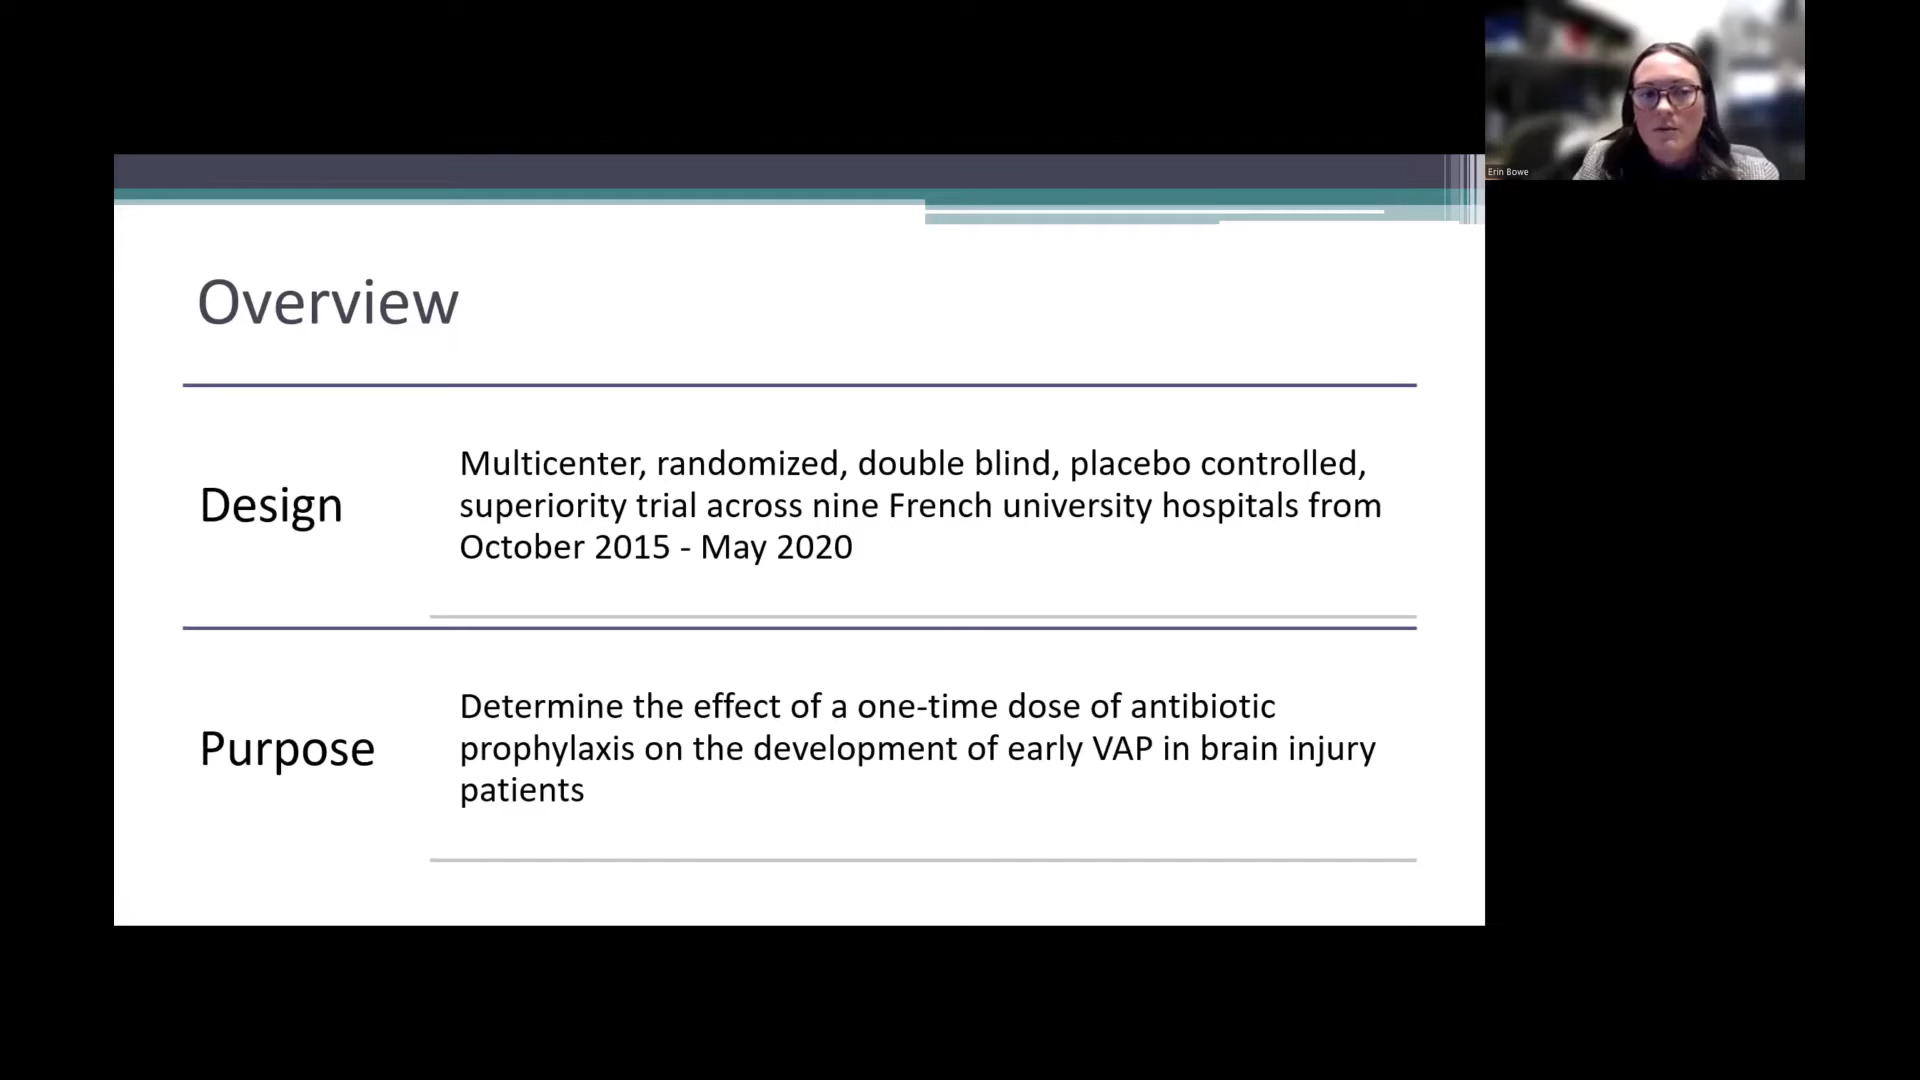 Erin Bowe
Overview
Design
Multicenter, randomized, double blind, placebo controlled,
superiority trial across nine French university hospitals from
October 2015 - May 2020
Purpose
Determine the effect of a one-time dose of antibiotic
prophylaxis on the development of early VAP in brain injury
patients